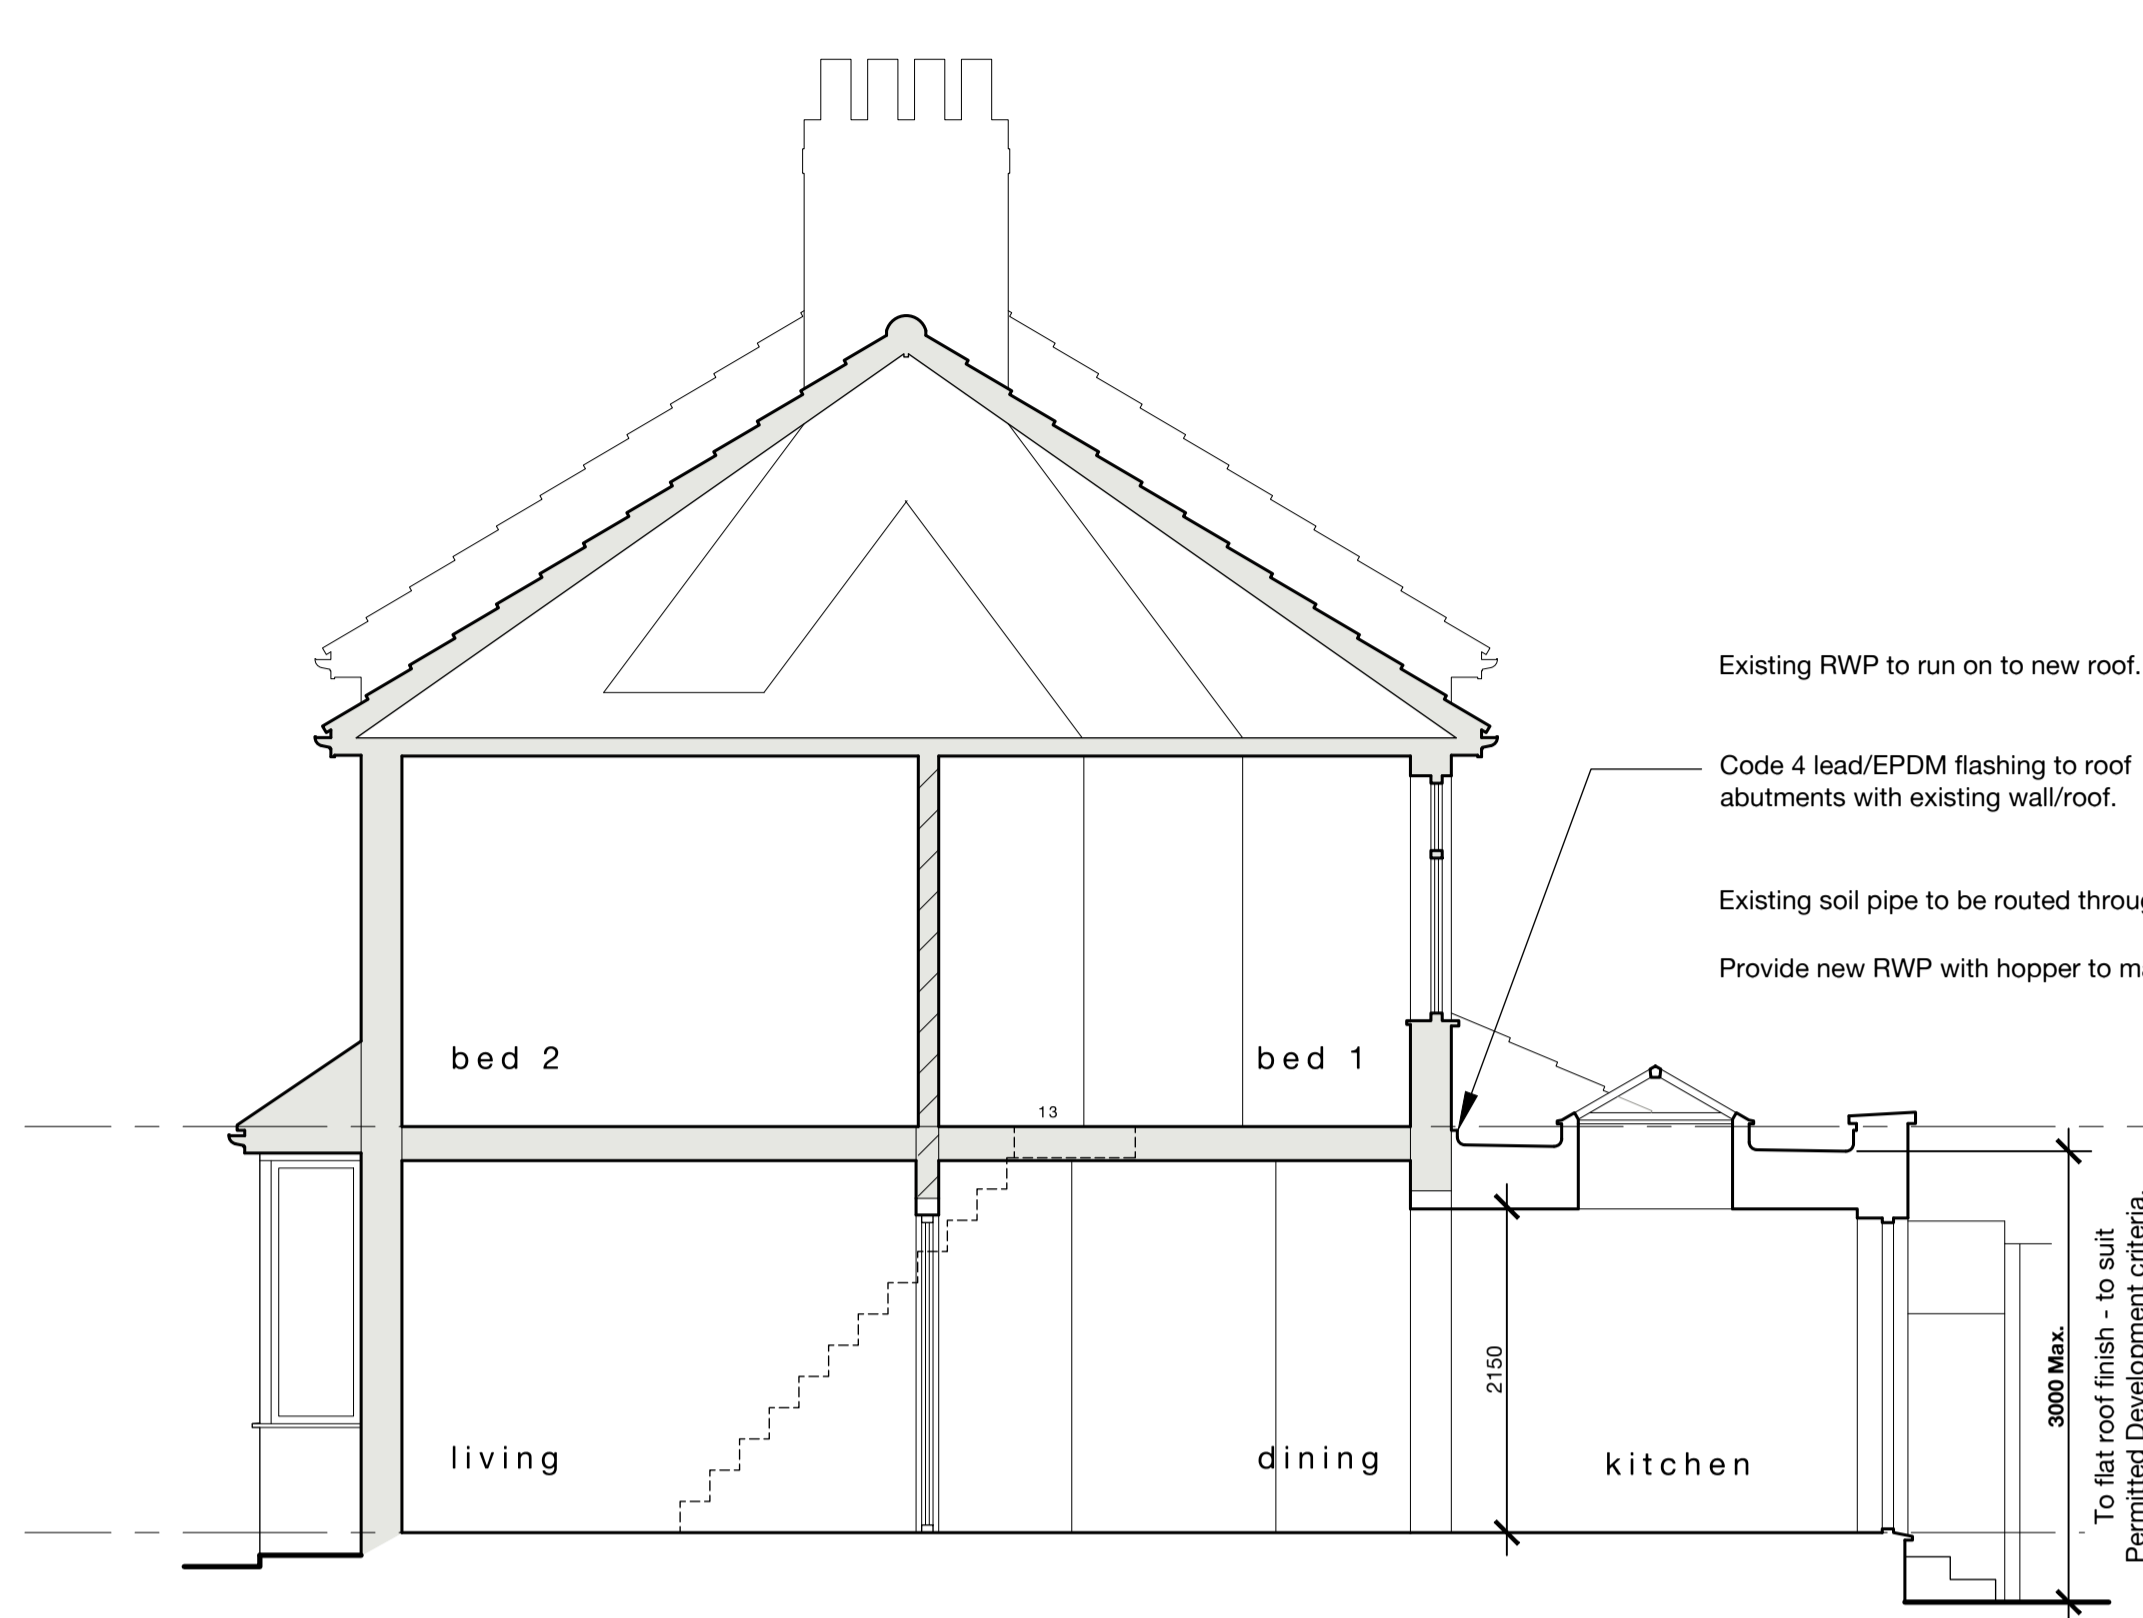 Existing RWP to run on to new roof.
Code 4 lead/EPDM flashing to roof
abutments with existing wall/roof.
Existing soil pipe to be routed
Provide new RWP with hopper to
bed 2
bed 1
13
living
dining
kitchen
2150
3000 Max.
To flat roof finish - to suit
Permitted Development criteria.